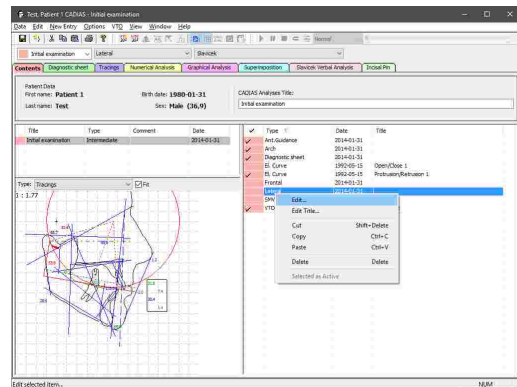 Test, Patient 1 CADIAS - Initial examination
Data Edit New Entry Options VTO View Window Help
Normal
Initial examination Lateral Slavicek
Contents Diagnostic sheet Tracings Numerical Analysis Graphical Analysis Superimposition Slavicek Verbal Analysis Incisal Pin
Patient Data
First name: Patient 1 Birth date: 1980-01-31 CADIAS Analyses Title:
Last name: Test Sex: Male (36,9) Initial examination
Title Type Comment Date
Initial examination Intermediate 2014-01-31
Type: Tracings Fit
1 : 1.77
Type Date Title
Ant.Guidance 2014-01-31
Arch 2014-01-31
Diagnostic sheet 2014-01-31
El. Curve 1992-05-15 Open/Close 1
El. Curve 1992-05-15 Protrusion/Retrusion 1
Frontal 2014-01-31
Lateral 2014-01-31
SMV
VTO
Edit...
Edit Title...
Cut Shift+Delete
Copy Ctrl+C
Paste Ctrl+V
Delete Delete
Selected as Active
Edit selected item... NUM